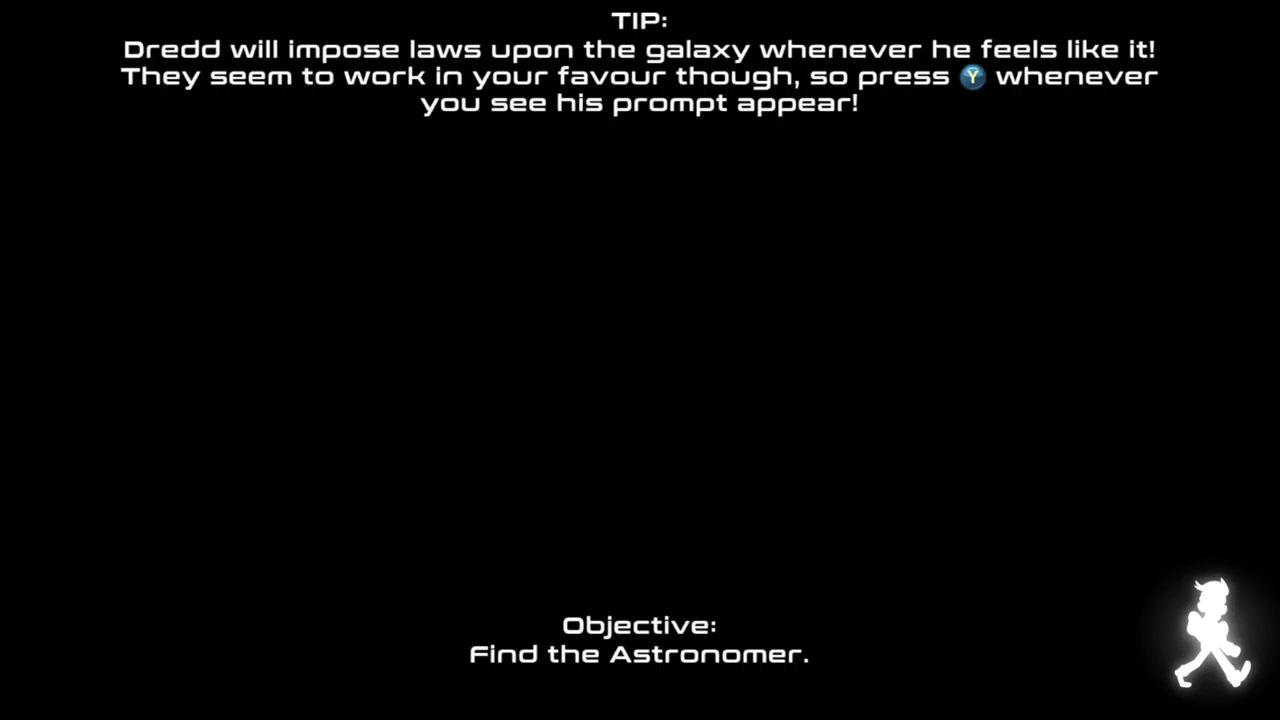 TIP:
Dredd will impose laws upon the galaxy whenever he feels like it!
They seem to work in your favour though, so press Y whenever
you see his prompt appear!
Objective:
Find the Astronomer.